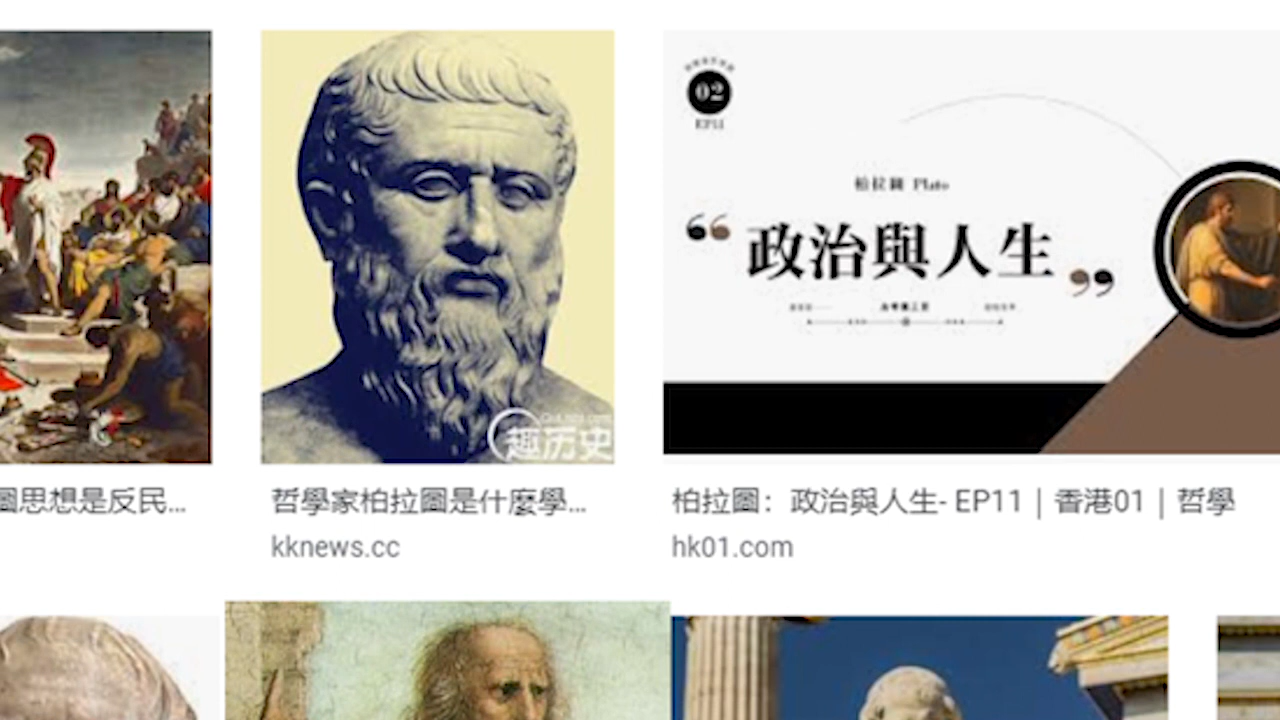 02
EP11
柏拉圖 Plato
“政治與人生”
趣历史
圖思想是反民...
哲學家柏拉圖是什麼學...
柏拉圖：政治與人生- EP11 | 香港01 | 哲學
kknews.cc
hk01.com